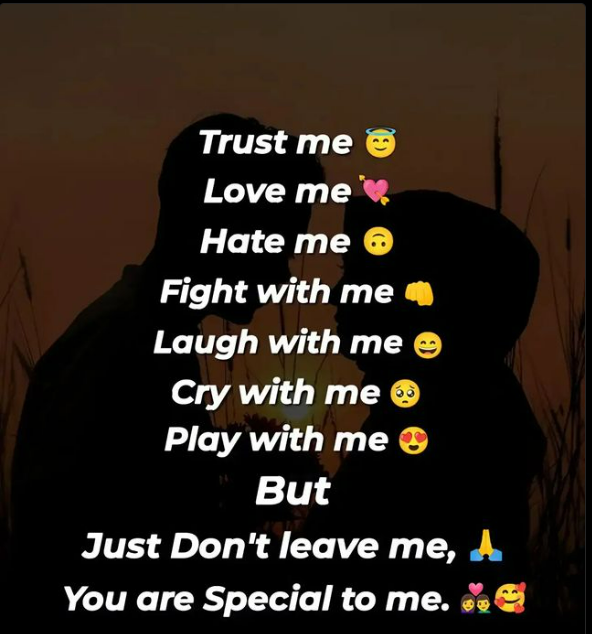 Trust me 😇
Love me 💘
Hate me 🙃
Fight with me 👊
Laugh with me 😄
Cry with me 🥺
Play with me 😍
But
Just Don't leave me, 🙏
You are Special to me. 👩‍❤️‍👨🥰